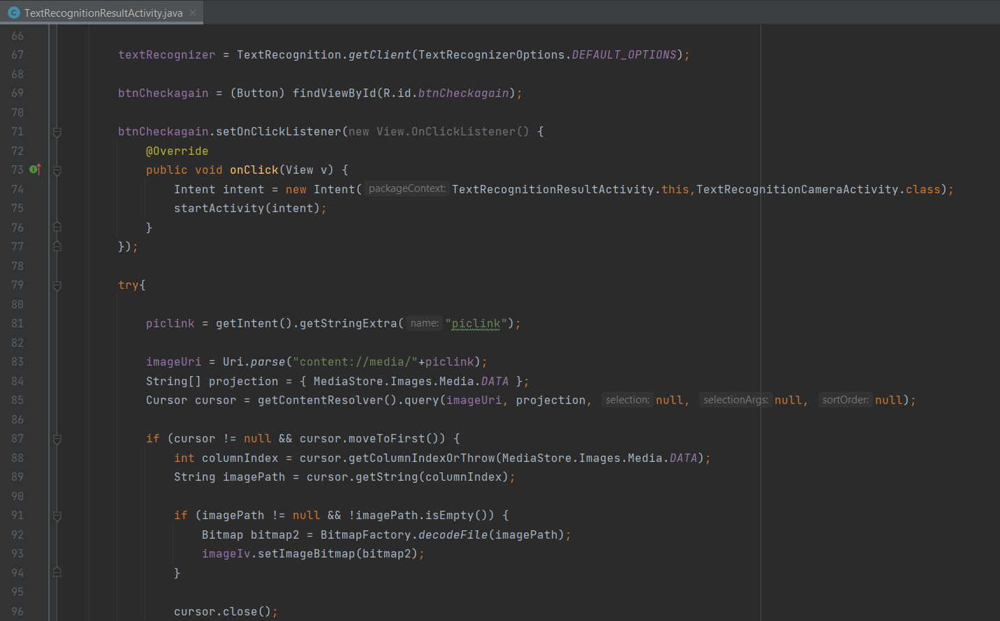 TextRecognitionResultActivity.java
66
67 textRecognizer = TextRecognition.getClient(TextRecognizerOptions.DEFAULT_OPTIONS);
68
69 btnCheckagain = (Button) findViewById(R.id.btnCheckagain);
70
71 btnCheckagain.setOnClickListener(new View.OnClickListener() {
72 @Override
73 public void onClick(View v) {
74 Intent intent = new Intent( packageContext: TextRecognitionResultActivity.this,TextRecognitionCameraActivity.class);
75 startActivity(intent);
76 }
77 });
78
79 try{
80
81 piclink = getIntent().getStringExtra( name: "piclink");
82
83 imageUri = Uri.parse("content://media/"+piclink);
84 String[] projection = { MediaStore.Images.Media.DATA };
85 Cursor cursor = getContentResolver().query(imageUri, projection, selection: null, selectionArgs: null, sortOrder: null);
86
87 if (cursor != null && cursor.moveToFirst()) {
88 int columnIndex = cursor.getColumnIndexOrThrow(MediaStore.Images.Media.DATA);
89 String imagePath = cursor.getString(columnIndex);
90
91 if (imagePath != null && !imagePath.isEmpty()) {
92 Bitmap bitmap2 = BitmapFactory.decodeFile(imagePath);
93 imageIv.setImageBitmap(bitmap2);
94 }
95
96 cursor.close();